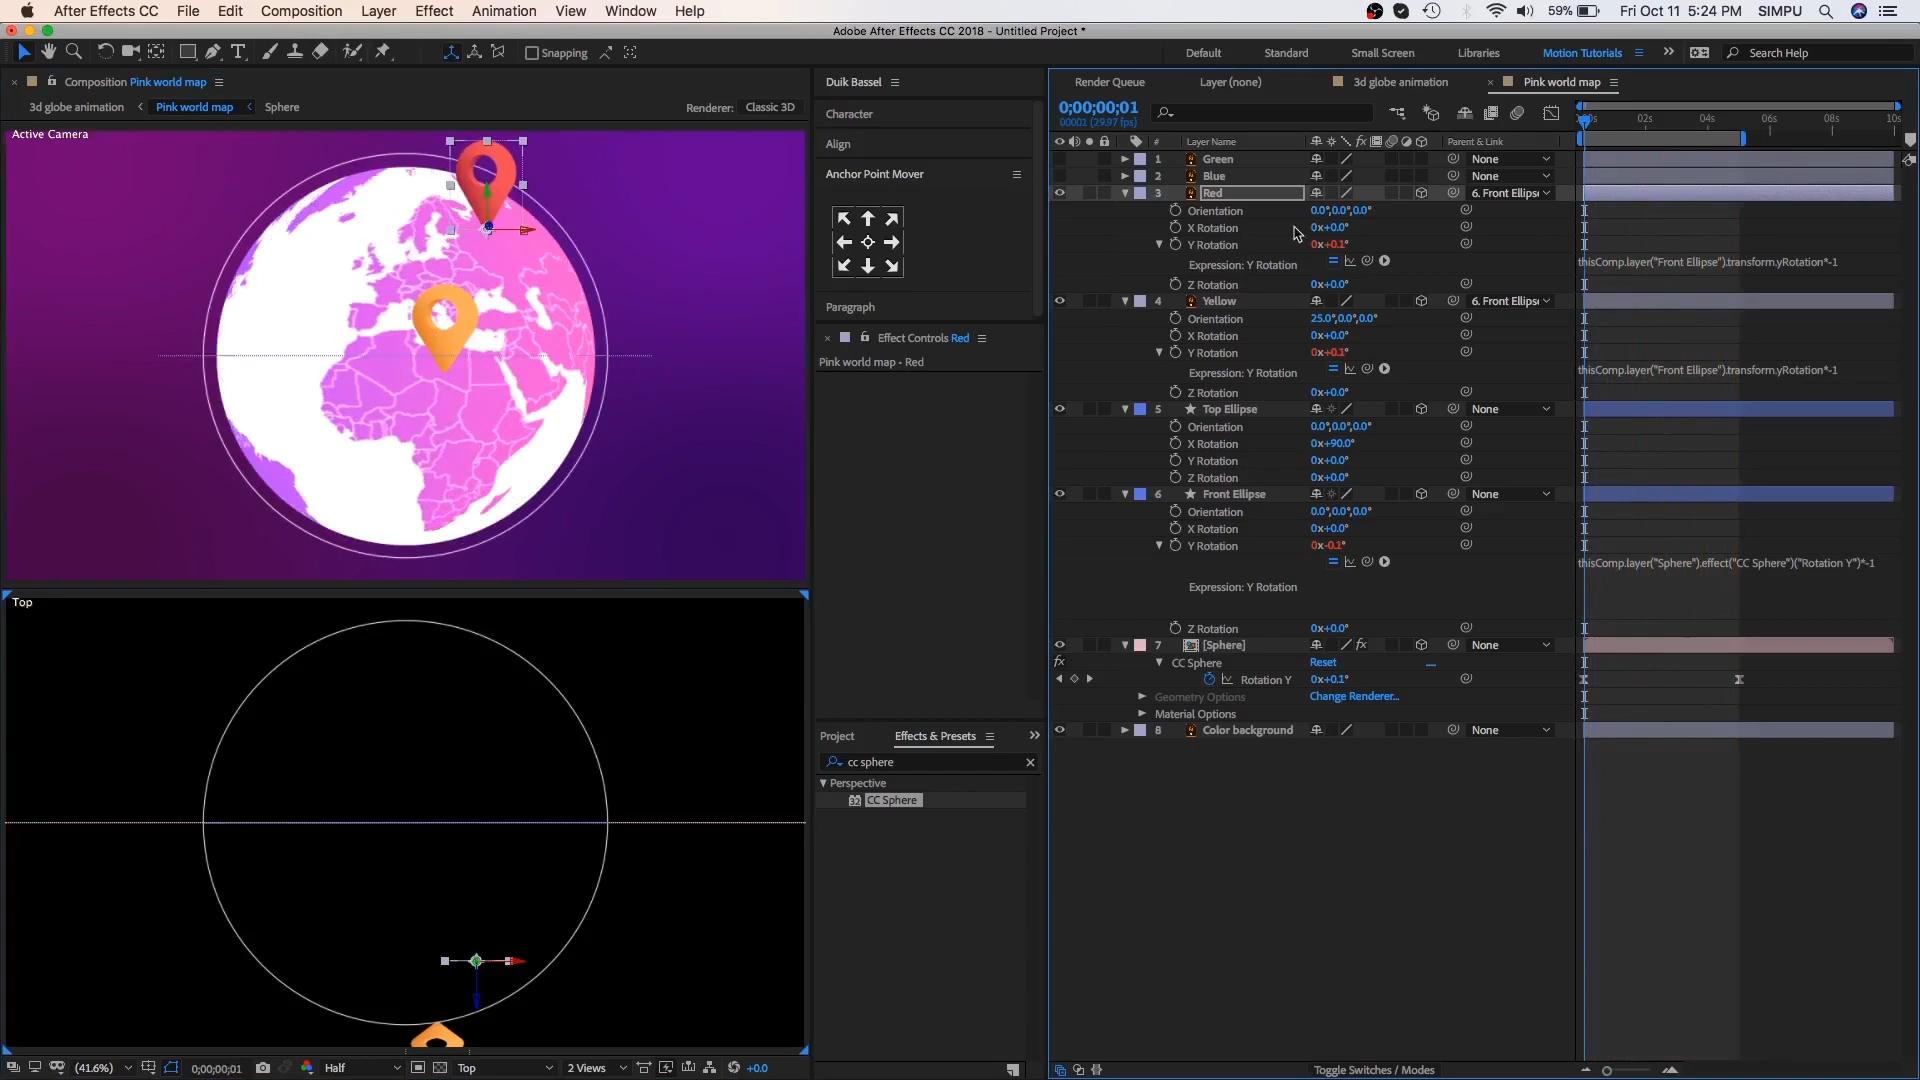 After Effects CC File Edit Composition Layer Effect Animation View Window Help
59% Fri Oct 11 5:24 PM SIMPU
Adobe After Effects CC 2018 - Untitled Project *
Snapping
Default Standard Small Screen Libraries Motion Tutorials Search Help
Composition Pink world map
3d globe animation Pink world map Sphere
Renderer: Classic 3D
Active Camera
Top
(41.6%) 0;00;00;01 Half Top 2 Views +0.0
Duik Bassel
Character
Align
Anchor Point Mover
Paragraph
Effect Controls Red
Pink world map - Red
Project Effects & Presets
cc sphere
Perspective
32 CC Sphere
Render Queue Layer (none) 3d globe animation Pink world map
0;00;00;01
00001 (29.97 fps)
02s 04s 06s 08s 10s
# Layer Name Parent & Link
1 Green None
2 Blue None
3 Red 6. Front Ellips
Orientation 0.0°,0.0°,0.0°
X Rotation 0x+0.0°
Y Rotation 0x+0.1°
Expression: Y Rotation thisComp.layer("Front Ellipse").transform.yRotation*-1
Z Rotation 0x+0.0°
4 Yellow 6. Front Ellips
Orientation 25.0°,0.0°,0.0°
X Rotation 0x+0.0°
Y Rotation 0x+0.1°
Expression: Y Rotation thisComp.layer("Front Ellipse").transform.yRotation*-1
Z Rotation 0x+0.0°
5 Top Ellipse None
Orientation 0.0°,0.0°,0.0°
X Rotation 0x+90.0°
Y Rotation 0x+0.0°
Z Rotation 0x+0.0°
6 Front Ellipse None
Orientation 0.0°,0.0°,0.0°
X Rotation 0x+0.0°
Y Rotation 0x-0.1°
thisComp.layer("Sphere").effect("CC Sphere")("Rotation Y")*-1
Expression: Y Rotation
Z Rotation 0x+0.0°
7 [Sphere] fx None
fx CC Sphere Reset
Rotation Y 0x+0.1°
Geometry Options Change Renderer...
Material Options
8 Color background None
Toggle Switches / Modes